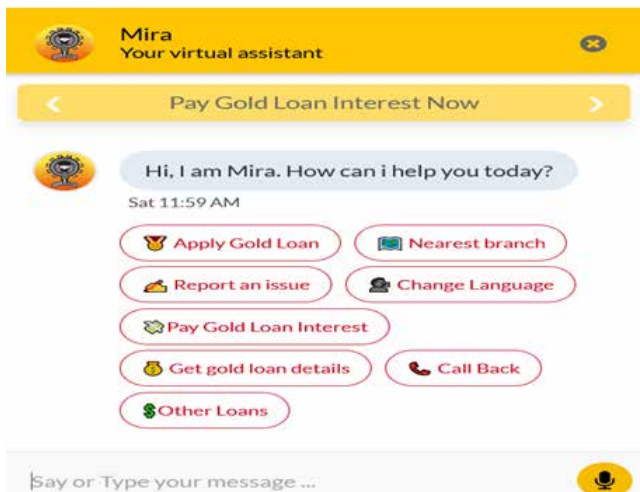 Mira
Your virtual assistant
Pay Gold Loan Interest Now
Hi, I am Mira. How can i help you today?
Sat 11:59 AM
Apply Gold Loan
Nearest branch
Report an issue
Change Language
Pay Gold Loan Interest
Get gold loan details
Call Back
Other Loans
Say or Type your message ...